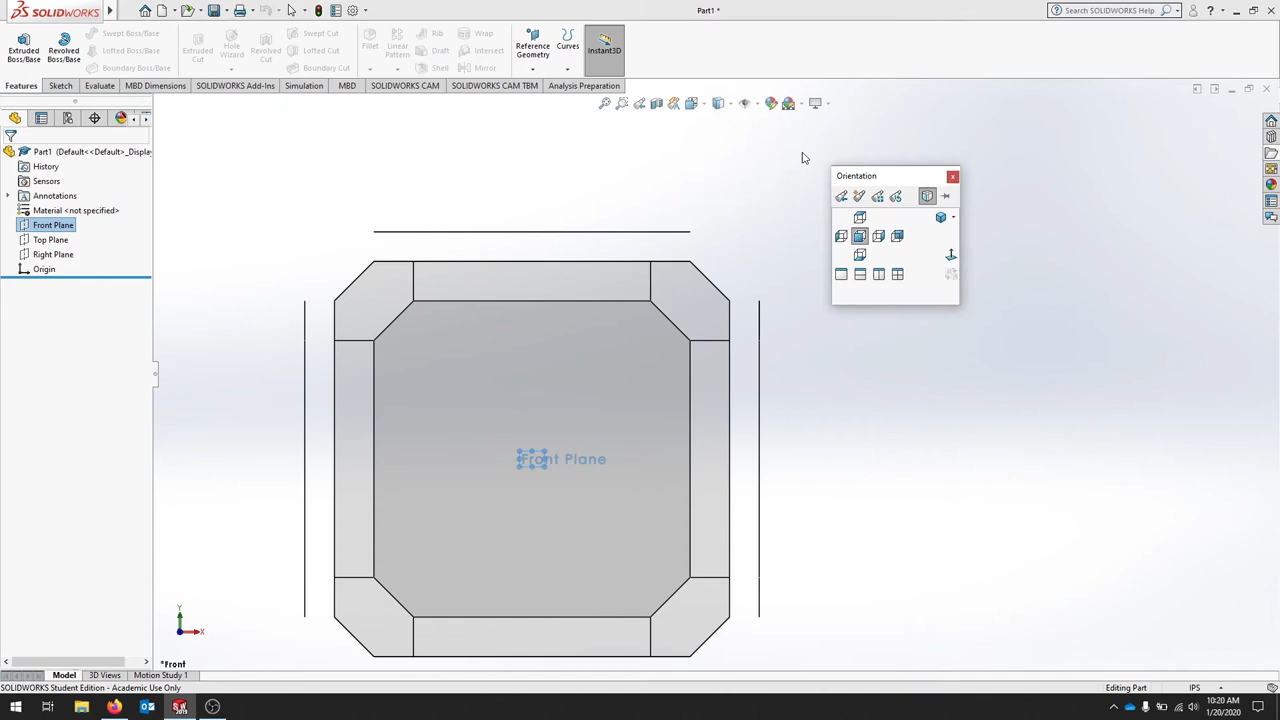 SOLIDWORKS
Part1 *
Search SOLIDWORKS Help
Extruded Boss/Base
Revolved Boss/Base
Swept Boss/Base
Lofted Boss/Base
Boundary Boss/Base
Extruded Cut
Hole Wizard
Revolved Cut
Swept Cut
Lofted Cut
Boundary Cut
Fillet
Linear Pattern
Rib
Draft
Shell
Wrap
Intersect
Mirror
Reference Geometry
Curves
Instant3D
Features
Sketch
Evaluate
MBD Dimensions
SOLIDWORKS Add-Ins
Simulation
MBD
SOLIDWORKS CAM
SOLIDWORKS CAM TBM
Analysis Preparation
Part1 (Default<<Default>_Display
History
Sensors
Annotations
Material <not specified>
Front Plane
Top Plane
Right Plane
Origin
Orientation
Front Plane
Y
X
*Front
Model
3D Views
Motion Study 1
SOLIDWORKS Student Edition - Academic Use Only
Editing Part
IPS
10:20 AM
1/20/2020